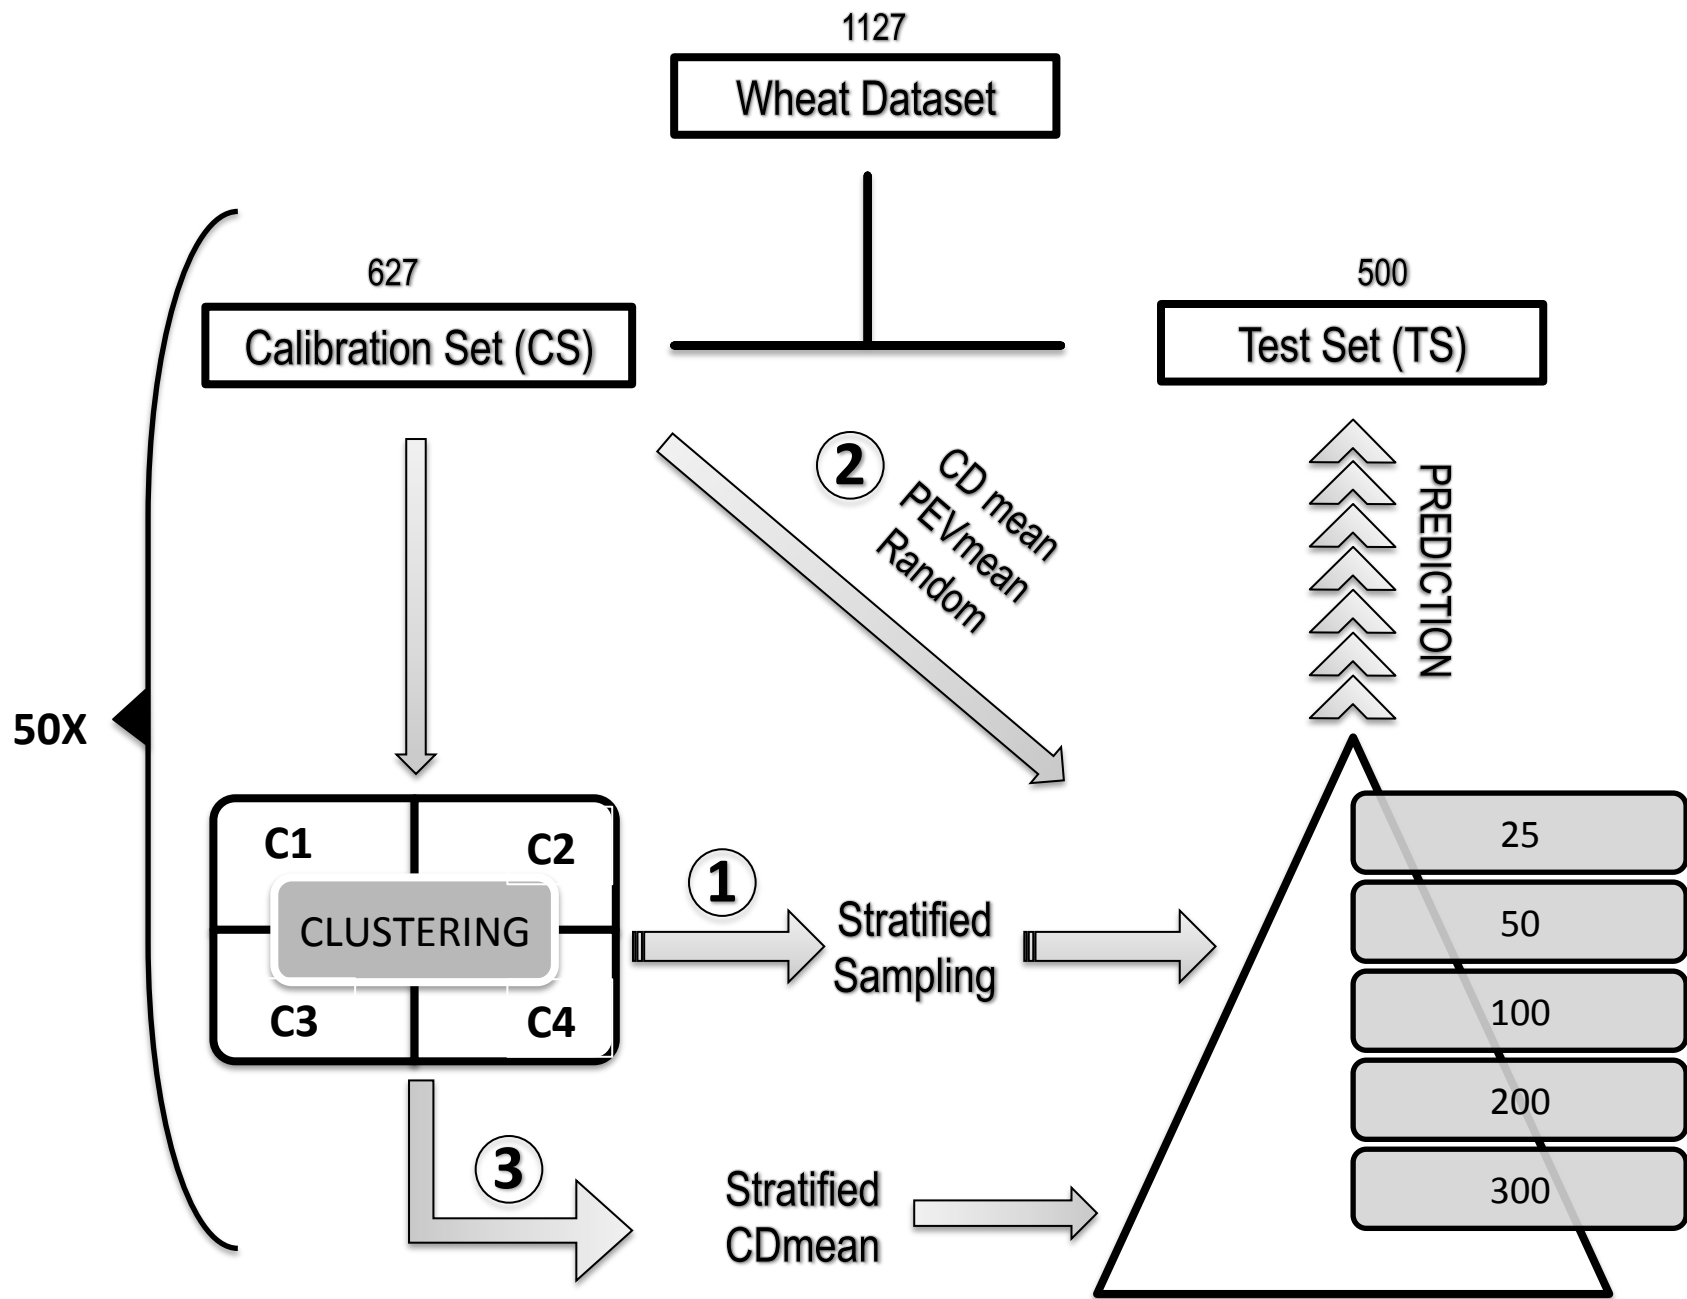 1127
Wheat Dataset
627
Calibration Set (CS)
500
Test Set (TS)
2
CD mean
PEVmean
Random
PREDICTION
50X
C1
C2
CLUSTERING
C3
C4
1
Stratified
Sampling
25
50
100
200
300
3
Stratified
CDmean